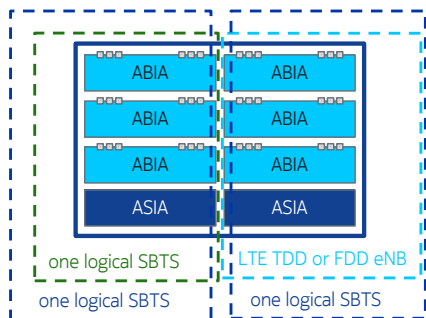 ABIA ABIA
ABIA ABIA
ABIA ABIA
ASIA ASIA
one logical SBTS LTE TDD or FDD eNB
one logical SBTS one logical SBTS